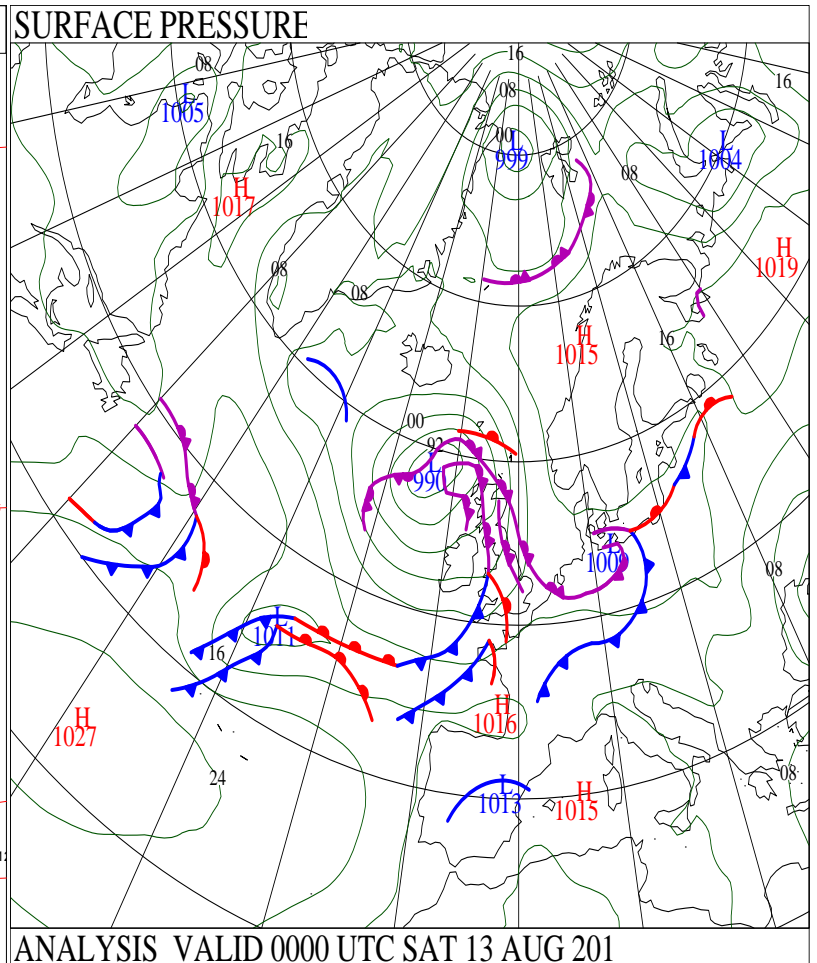 SURFACE PRESSURE
16
08
16
L
1005
08
00
L
999
L
1004
16
08
H
1017
H
1019
08
08
H
1015
16
00
92
L
990
L
1009
08
L
1011
16
H
1016
H
1027
24
08
L
1013
H
1015
ANALYSIS VALID 0000 UTC SAT 13 AUG 201